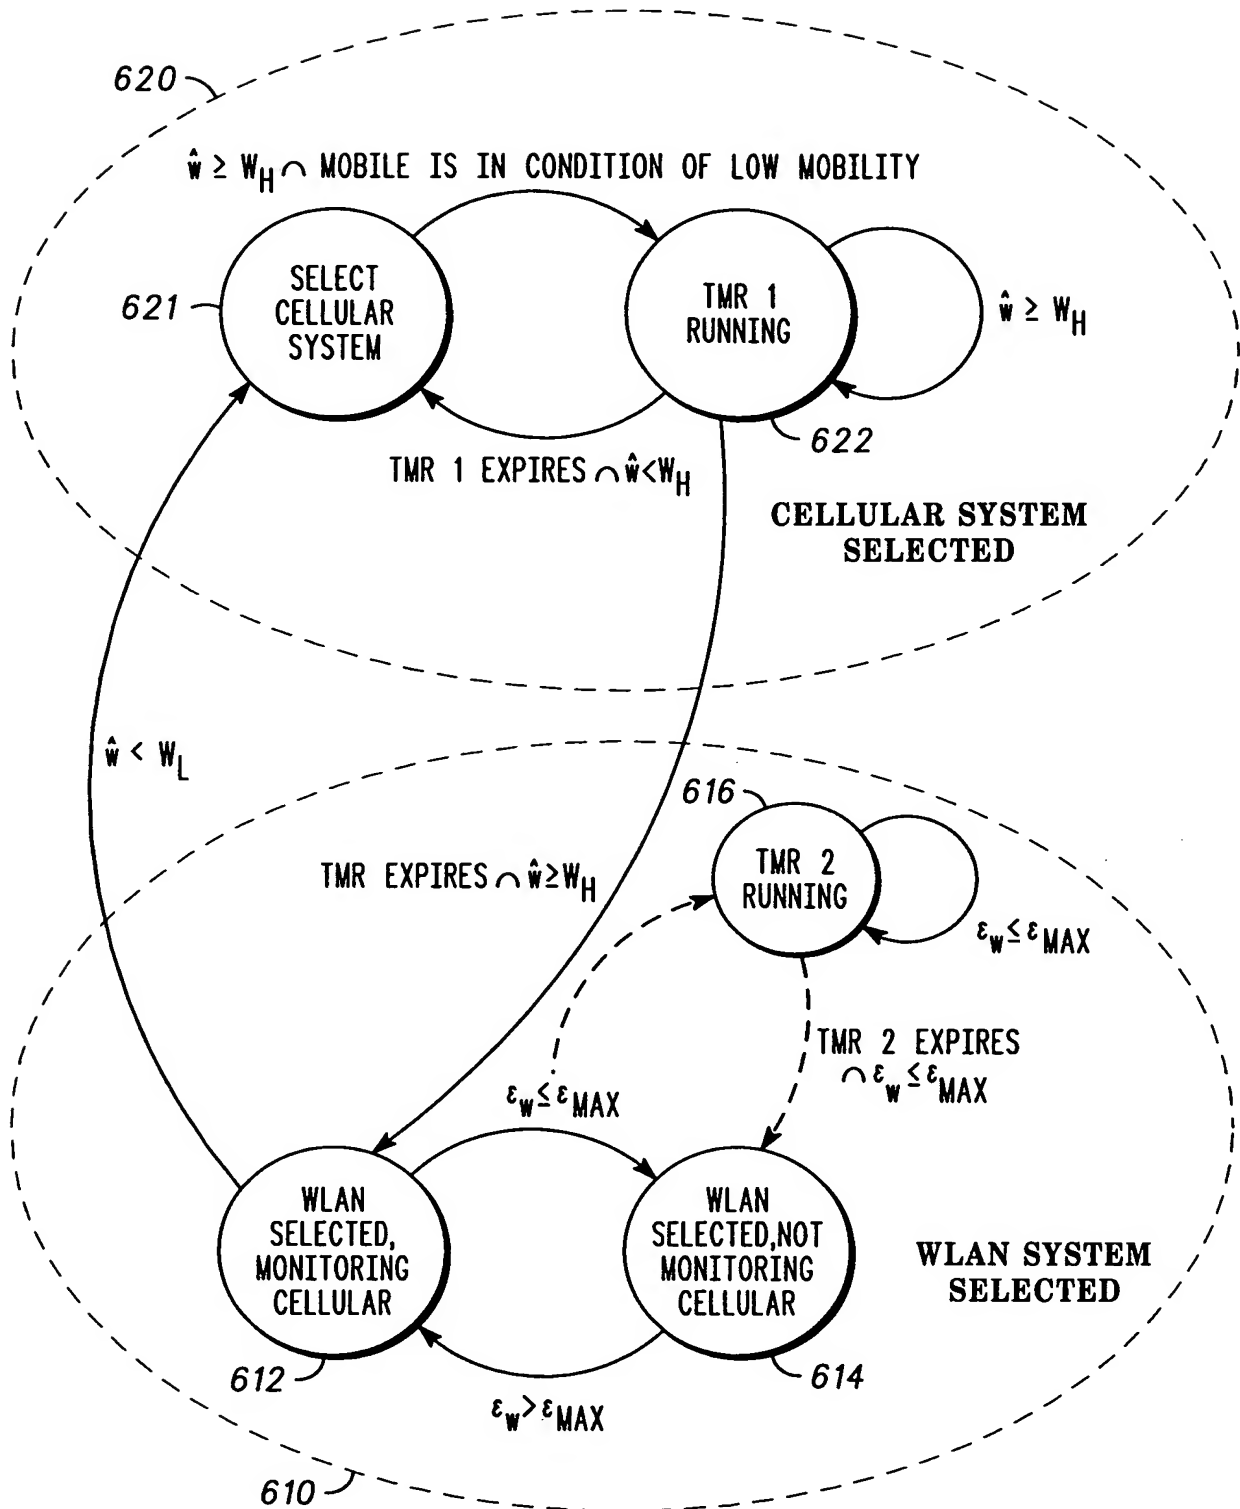 620
ŵ ≥ W_H ∩ MOBILE IS IN CONDITION OF LOW MOBILITY
621
SELECT
CELLULAR
SYSTEM
TMR 1
RUNNING
ŵ ≥ W_H
622
TMR 1 EXPIRES ∩ ŵ<W_H
CELLULAR SYSTEM
SELECTED
ŵ < W_L
616
TMR 2
RUNNING
TMR EXPIRES ∩ ŵ≥W_H
ε_w ≤ ε_MAX
TMR 2 EXPIRES
∩ ε_w ≤ ε_MAX
ε_w ≤ ε_MAX
WLAN
SELECTED,
MONITORING
CELLULAR
WLAN
SELECTED,NOT
MONITORING
CELLULAR
WLAN SYSTEM
SELECTED
612
614
ε_w > ε_MAX
610